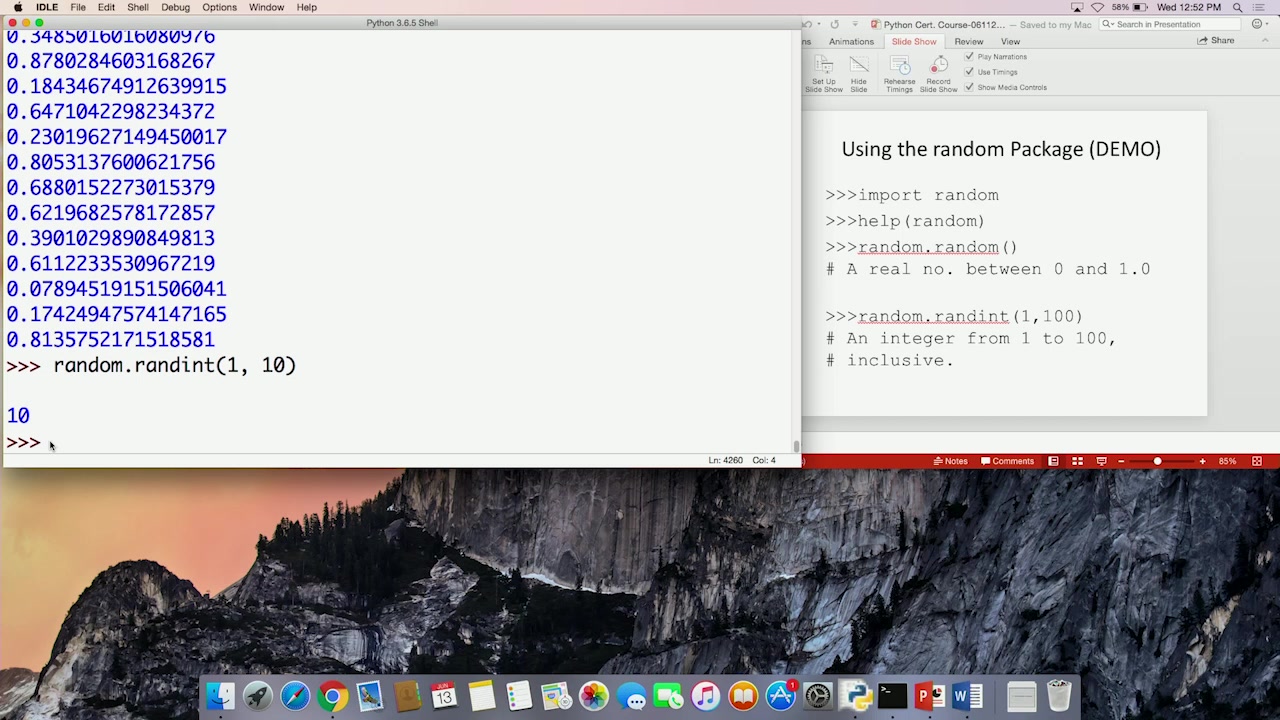 IDLE File Edit Shell Debug Options Window Help
58% Wed 12:52 PM
Python 3.6.5 Shell
0.3485016016080976
0.8780284603168267
0.18434674912639915
0.6471042298234372
0.23019627149450017
0.8053137600621756
0.6880152273015379
0.6219682578172857
0.3901029890849813
0.6112233530967219
0.07894519151506041
0.17424947574147165
0.8135752171518581
>>> random.randint(1, 10)
10
>>>
Ln: 4260 Col: 4
Python Cert. Course-06112... — Saved to my Mac
Search in Presentation
ns Animations Slide Show Review View
Share
Set Up
Slide Show
Hide
Slide
Rehearse
Timings
Record
Slide Show
Play Narrations
Use Timings
Show Media Controls
Using the random Package (DEMO)
>>>import random
>>>help(random)
>>>random.random()
# A real no. between 0 and 1.0
>>>random.randint(1,100)
# An integer from 1 to 100,
# inclusive.
Notes Comments 85%
JUN
13
1